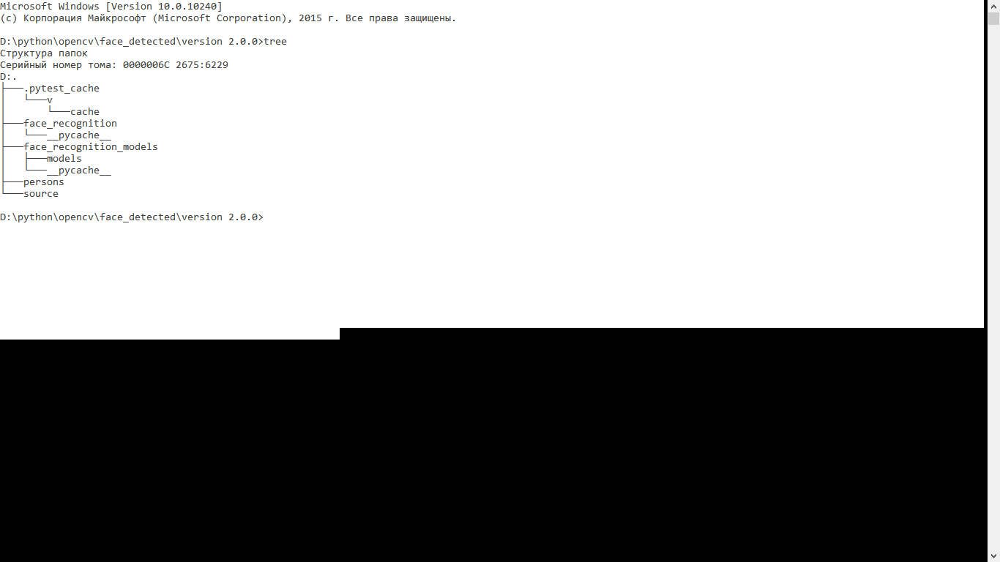 Microsoft Windows [Version 10.0.10240]
(c) Корпорация Майкрософт (Microsoft Corporation), 2015 г. Все права защищены.
D:\python\opencv\face_detected\version 2.0.0>tree
Структура папок
Серийный номер тома: 0000006C 2675:6229
D:.
├───.pytest_cache
│   └───v
│       └───cache
├───face_recognition
│   └───__pycache__
├───face_recognition_models
│   ├───models
│   └───__pycache__
├───persons
└───source
D:\python\opencv\face_detected\version 2.0.0>